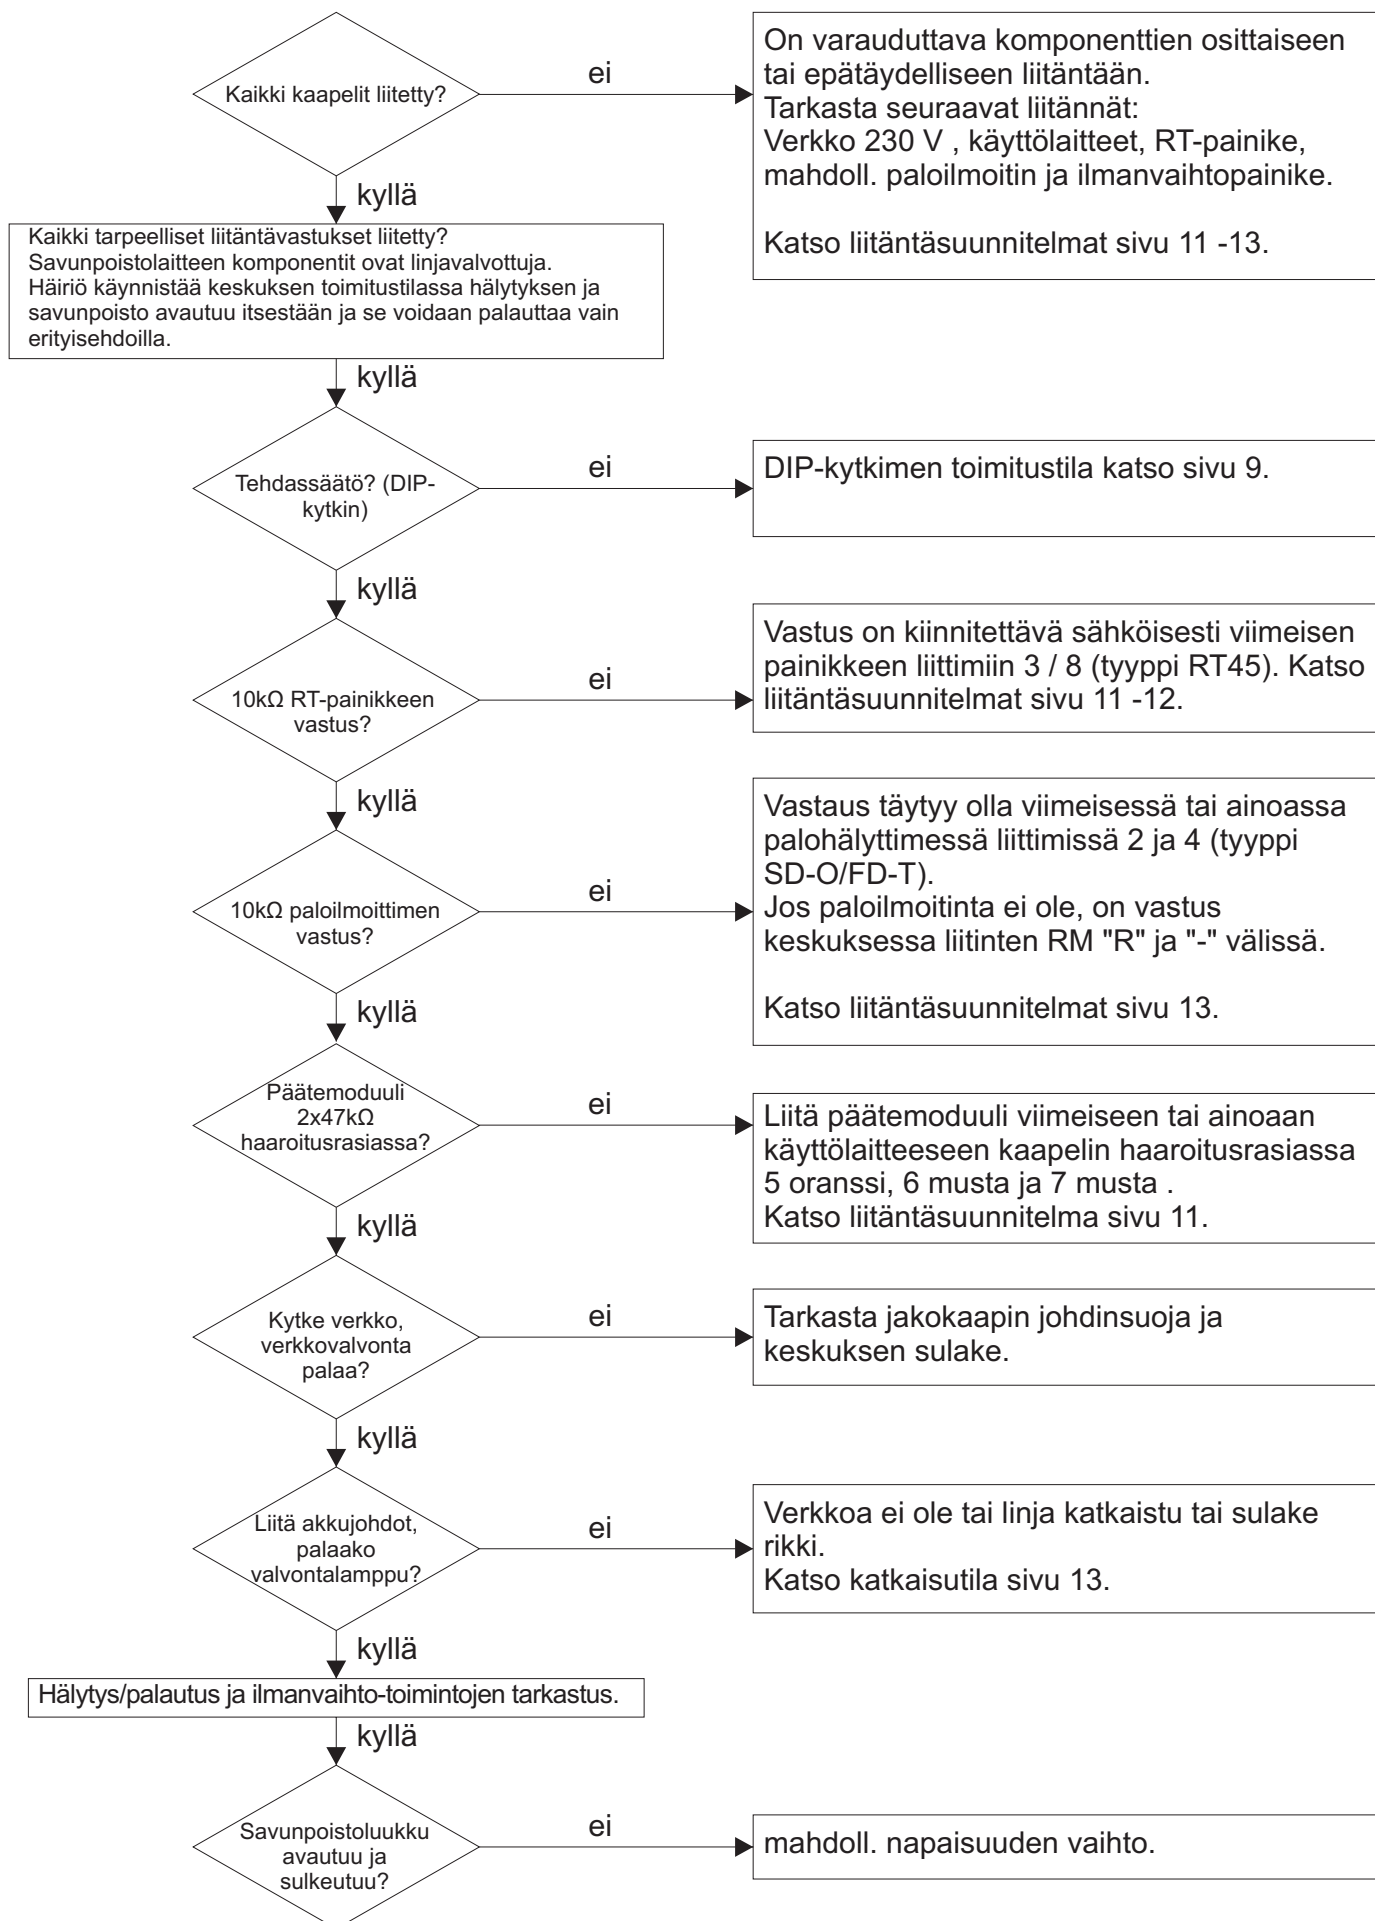 Kaikki kaapelit liitetty?
ei
On varauduttava komponenttien osittaiseen
tai epätäydelliseen liitäntään.
Tarkasta seuraavat liitännät:
Verkko 230 V , käyttölaitteet, RT-painike,
mahdoll. paloilmoitin ja ilmanvaihtopainike.
Katso liitäntäsuunnitelmat sivu 11 -13.
kyllä
Kaikki tarpeelliset liitäntävastukset liitetty?
Savunpoistolaitteen komponentit ovat linjavalvottuja.
Häiriö käynnistää keskuksen toimitustilassa hälytyksen ja
savunpoisto avautuu itsestään ja se voidaan palauttaa vain
erityisehdoilla.
kyllä
Tehdassäätö? (DIP-
kytkin)
ei
DIP-kytkimen toimitustila katso sivu 9.
kyllä
10kΩ RT-painikkeen
vastus?
ei
Vastus on kiinnitettävä sähköisesti viimeisen
painikkeen liittimiin 3 / 8 (tyyppi RT45). Katso
liitäntäsuunnitelmat sivu 11 -12.
kyllä
10kΩ paloilmoittimen
vastus?
ei
Vastaus täytyy olla viimeisessä tai ainoassa
palohälyttimessä liittimissä 2 ja 4 (tyyppi
SD-O/FD-T).
Jos paloilmoitinta ei ole, on vastus
keskuksessa liitinten RM "R" ja "-" välissä.
Katso liitäntäsuunnitelmat sivu 13.
kyllä
Päätemoduuli
2x47kΩ
haaroitusrasiassa?
ei
Liitä päätemoduuli viimeiseen tai ainoaan
käyttölaitteeseen kaapelin haaroitusrasiassa
5 oranssi, 6 musta ja 7 musta .
Katso liitäntäsuunnitelma sivu 11.
kyllä
Kytke verkko,
verkkovalvonta
palaa?
ei
Tarkasta jakokaapin johdinsuoja ja
keskuksen sulake.
kyllä
Liitä akkujohdot,
palaako
valvontalamppu?
ei
Verkkoa ei ole tai linja katkaistu tai sulake
rikki.
Katso katkaisutila sivu 13.
kyllä
Hälytys/palautus ja ilmanvaihto-toimintojen tarkastus.
kyllä
Savunpoistoluukku
avautuu ja
sulkeutuu?
ei
mahdoll. napaisuuden vaihto.